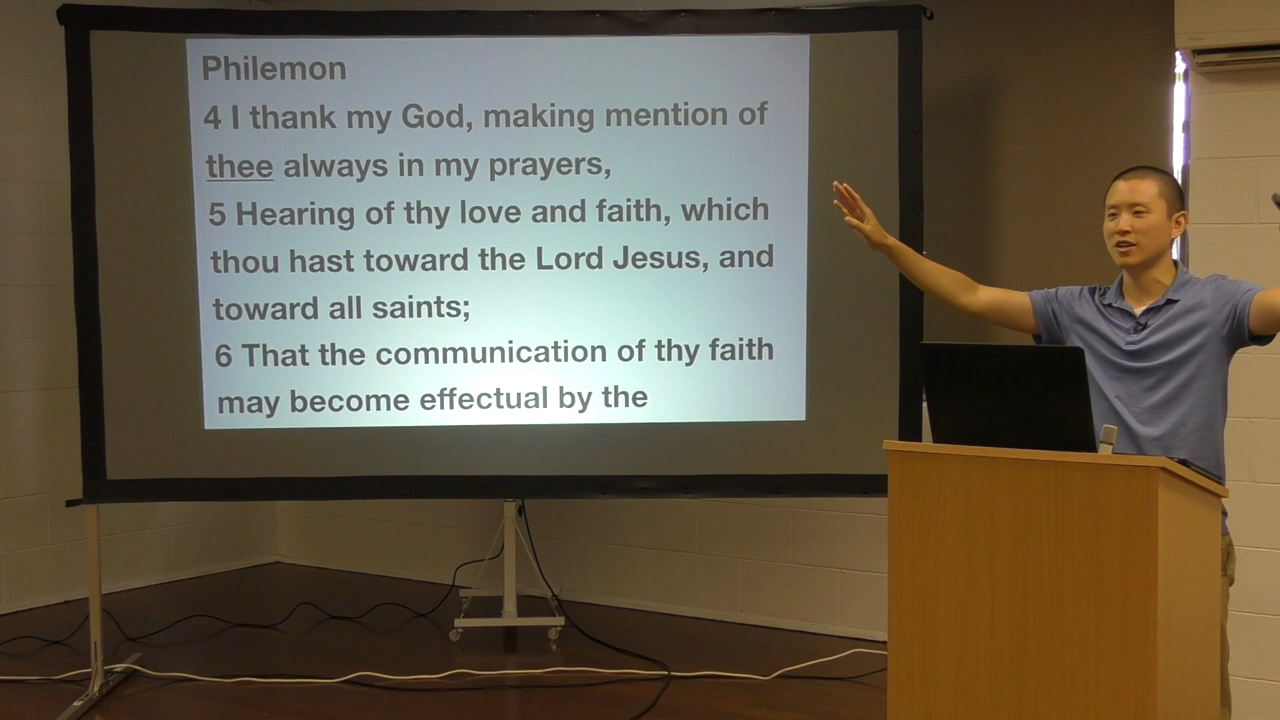 Philemon
4 I thank my God, making mention of
thee always in my prayers,
5 Hearing of thy love and faith, which
thou hast toward the Lord Jesus, and
toward all saints;
6 That the communication of thy faith
may become effectual by the